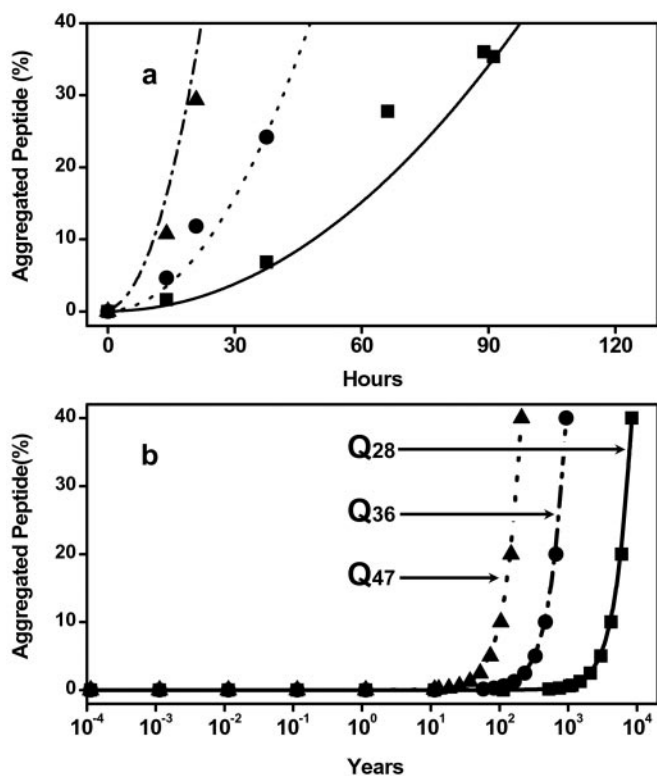 40
30
20
10
0
Aggregated Peptide (%)
a
0 30 60 90 120
Hours
40
30
20
10
0
Aggregated Peptide(%)
b
Q28
Q36
Q47
10-4 10-3 10-2 10-1 100 101 102 103 104
Years